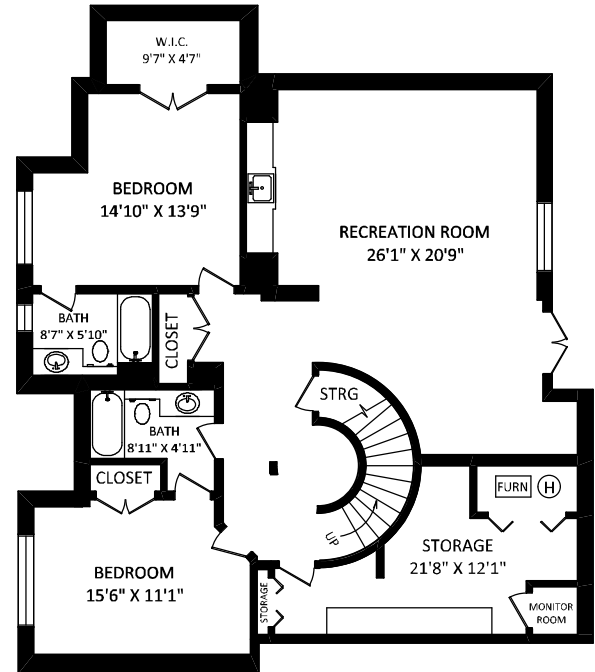 W.I.C.
9'7" X 4'7"
BEDROOM
14'10" X 13'9"
RECREATION ROOM
26'1" X 20'9"
BATH
8'7" X 5'10"
CLOSET
STRG
BATH
8'11" X 4'11"
CLOSET
FURN
H
UP
STORAGE
21'8" X 12'1"
BEDROOM
15'6" X 11'1"
STORAGE
MONITOR
ROOM